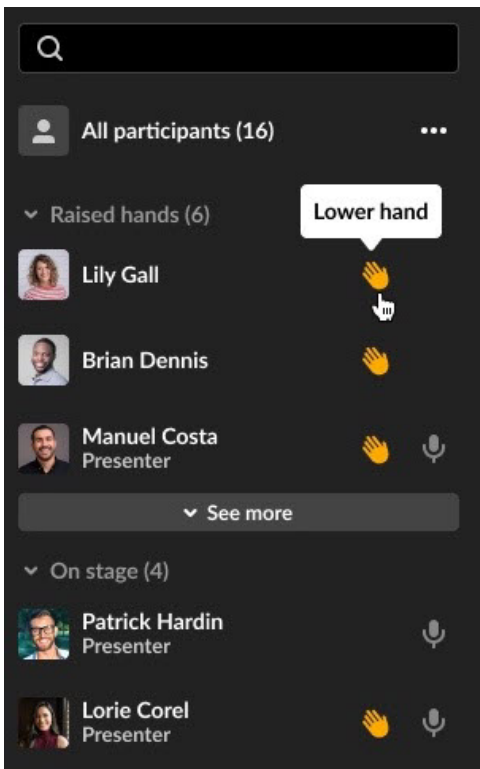 All participants (16)
Raised hands (6)
Lower hand
Lily Gall
Brian Dennis
Manuel Costa
Presenter
See more
On stage (4)
Patrick Hardin
Presenter
Lorie Corel
Presenter